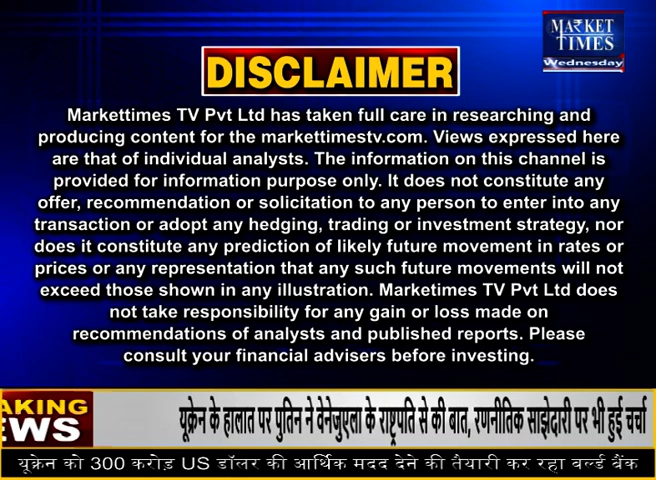 MARKET
TIMES
Wednesday
DISCLAIMER
Markettimes TV Pvt Ltd has taken full care in researching and
producing content for the markettimestv.com. Views expressed here
are that of individual analysts. The information on this channel is
provided for information purpose only. It does not constitute any
offer, recommendation or solicitation to any person to enter into any
transaction or adopt any hedging, trading or investment strategy, nor
does it constitute any prediction of likely future movement in rates or
prices or any representation that any such future movements will not
exceed those shown in any illustration. Marketimes TV Pvt Ltd does
not take responsibility for any gain or loss made on
recommendations of analysts and published reports. Please
consult your financial advisers before investing.
AKING
EWS
यूक्रेन के हालात पर पुतिन ने वेनेजुएला के राष्ट्रपति से की बात, रणनीतिक साझेदारी पर भी हुई चर्चा
यूक्रेन को 300 करोड़ US डॉलर की आर्थिक मदद देने की तैयारी कर रहा वर्ल्ड बैंक